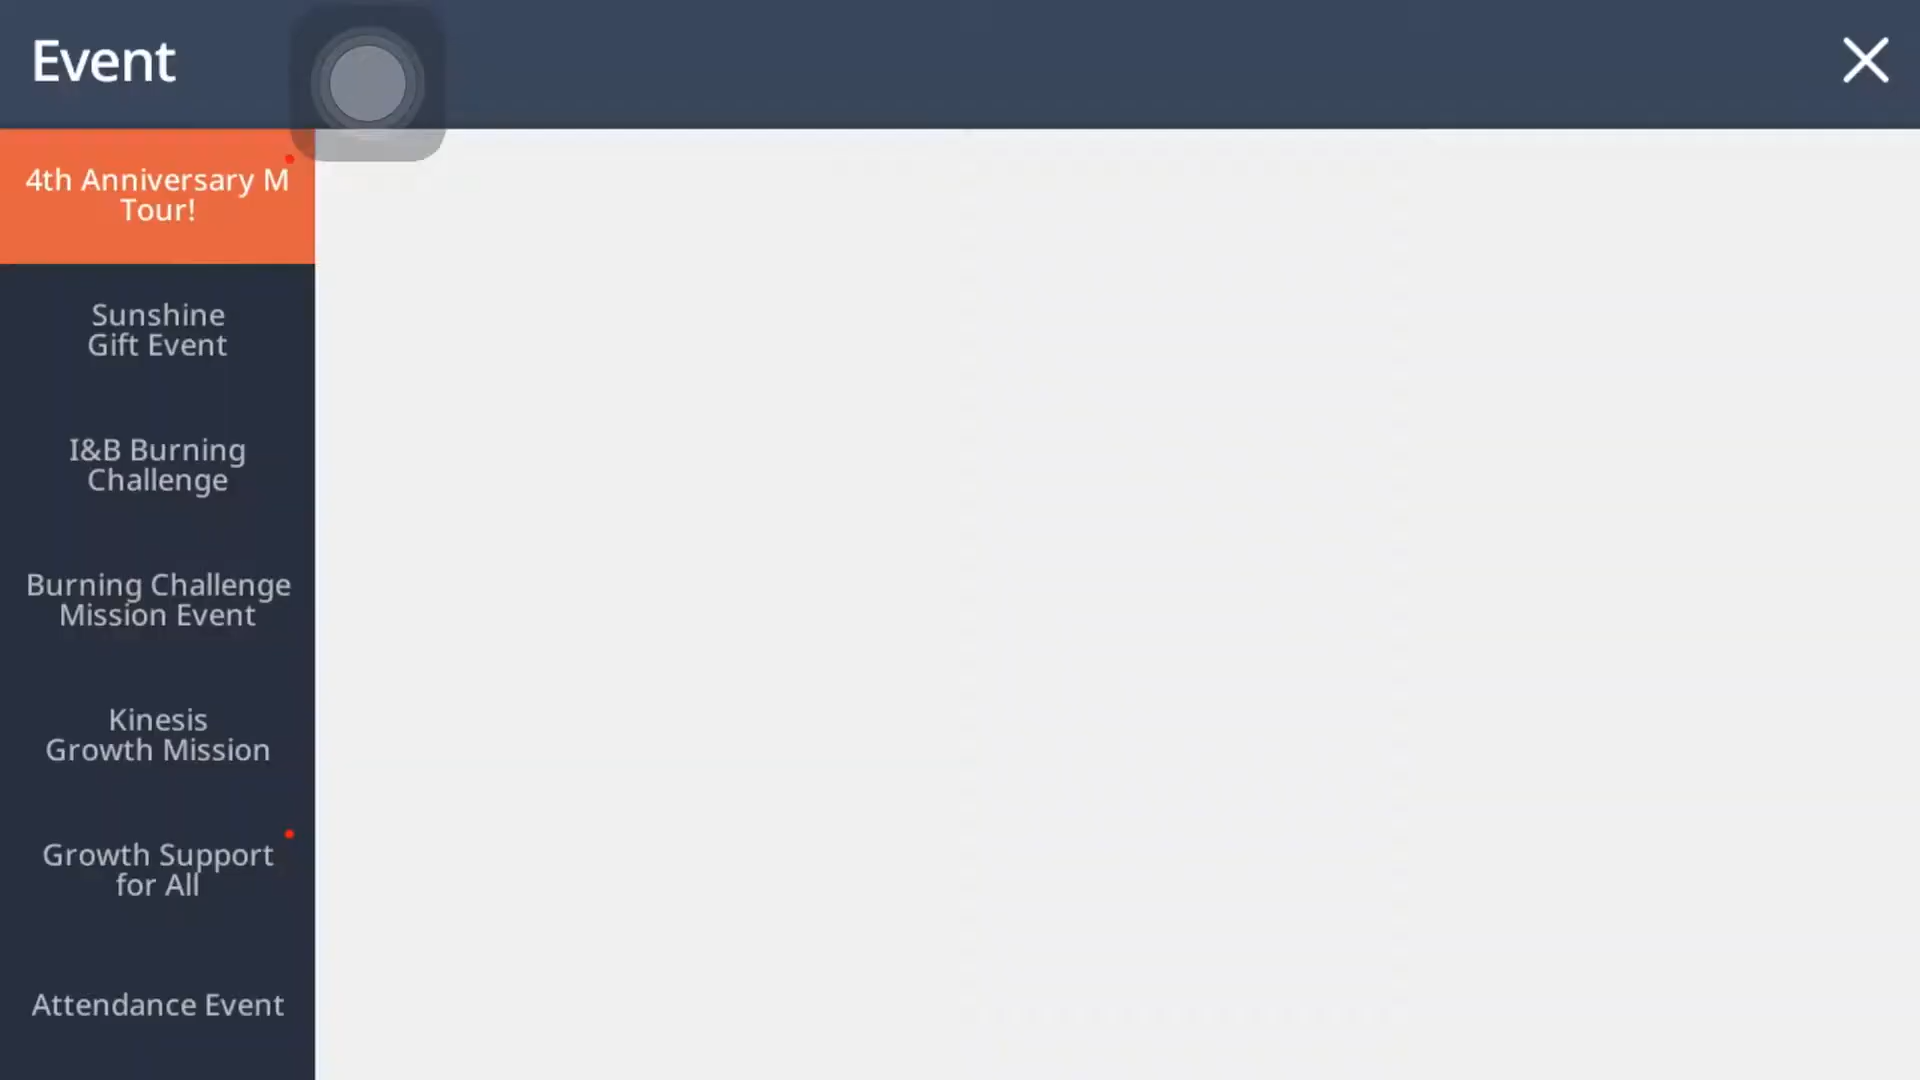 Event
4th Anniversary M
Tour!
Sunshine
Gift Event
I&B Burning
Challenge
Burning Challenge
Mission Event
Kinesis
Growth Mission
Growth Support
for All
Attendance Event